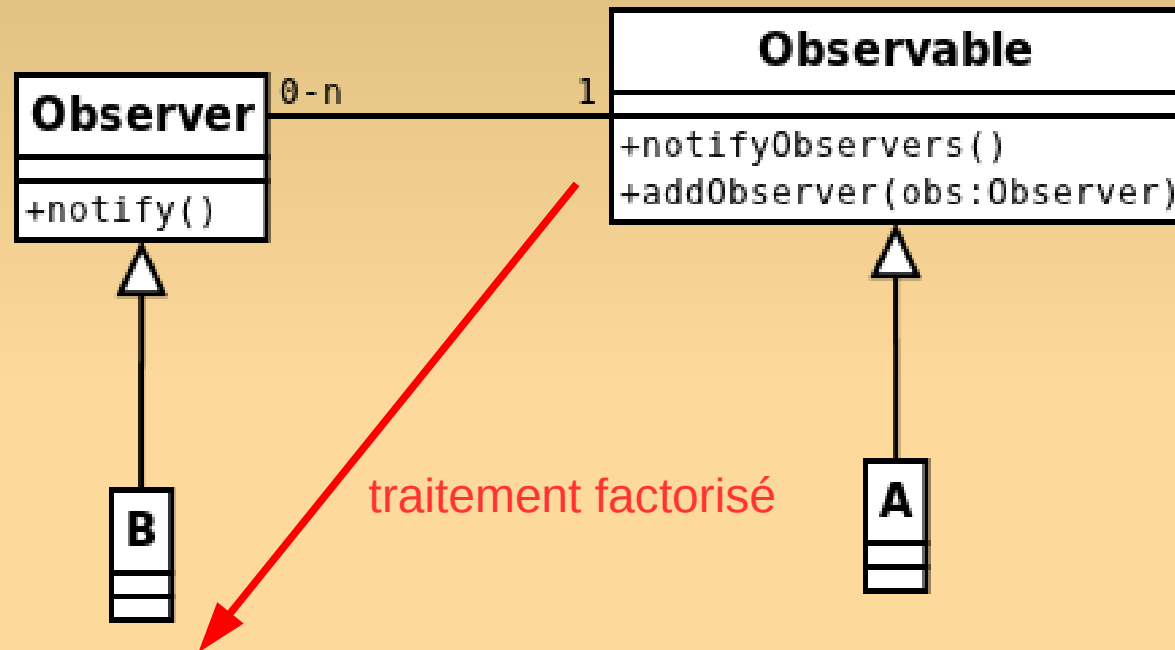 Observable
Observer
0-n
1
+notifyObservers()
+addObserver(obs:Observer)
+notify()
traitement factorisé
A
B